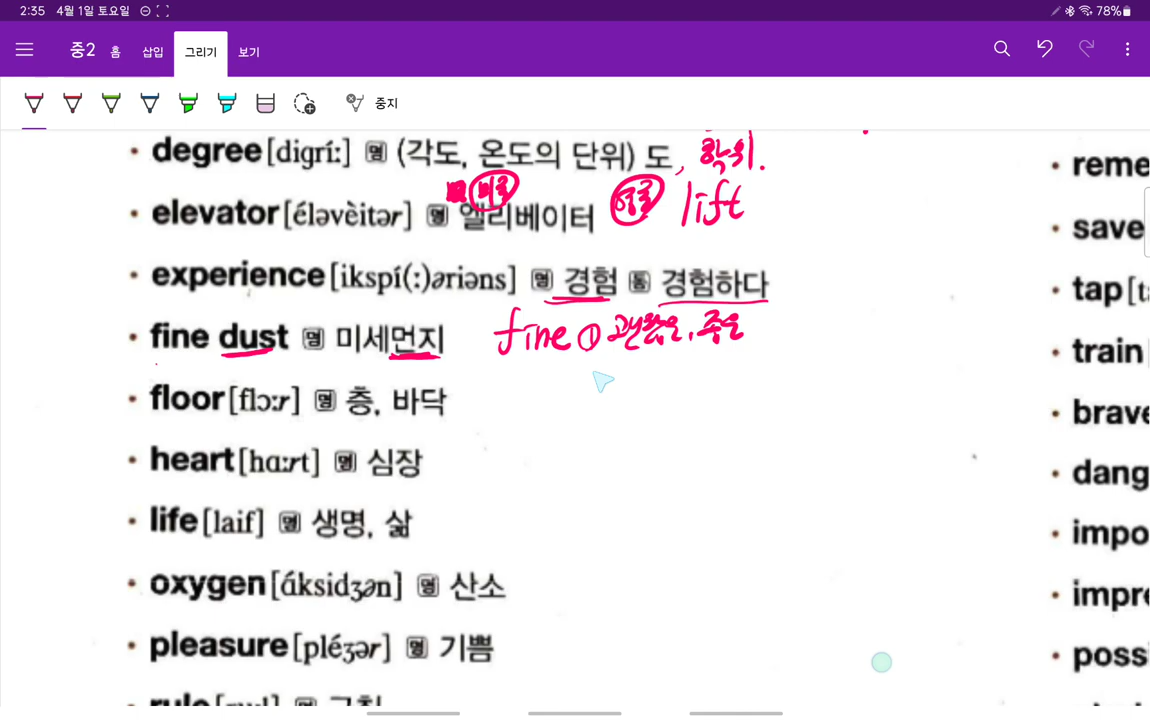 2:35 4월 1일 토요일 78%
중2 홈 삽입 그리기 보기
중지
degree[digríː] 명 (각도, 온도의 단위) 도, 학위.
미국
elevator[éləvèitər] 명 엘리베이터 영국 lift
experience[ikspí(ː)əriəns] 명 경험 동 경험하다
fine dust 명 미세먼지 fine ① 괜찮은, 좋은
floor[flɔːr] 명 층, 바닥
heart[hɑːrt] 명 심장
life[laif] 명 생명, 삶
oxygen[áksidʒən] 명 산소
pleasure[pléʒər] 명 기쁨
reme
save
tap[t
train
brave
dang
impo
impre
possi